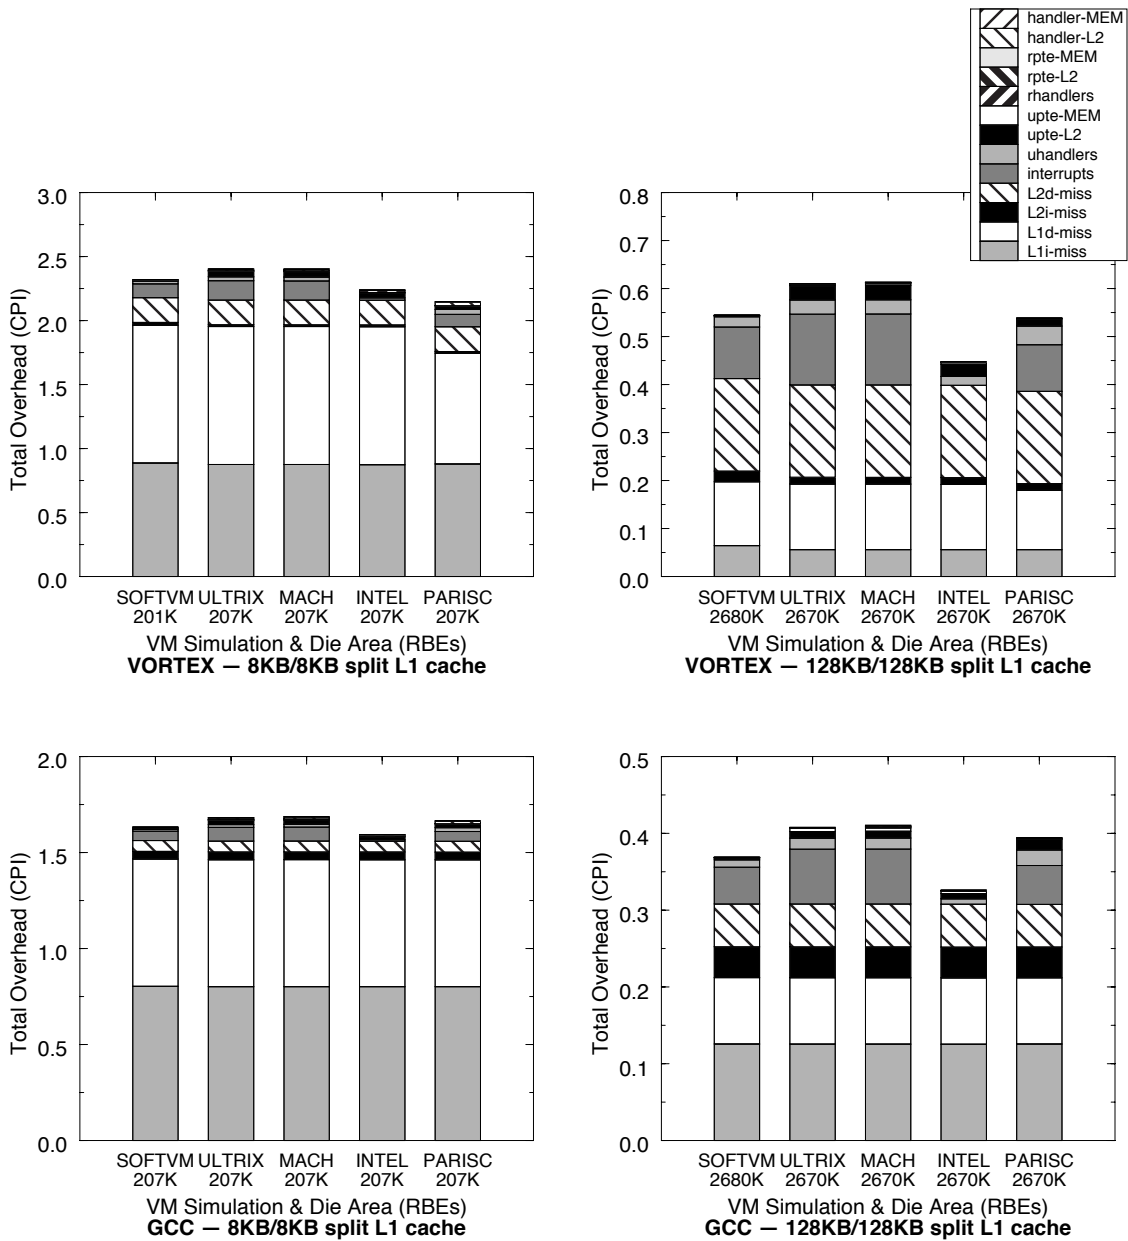 handler-MEM
handler-L2
rpte-MEM
rpte-L2
rhandlers
upte-MEM
upte-L2
uhandlers
interrupts
L2d-miss
L2i-miss
L1d-miss
L1i-miss
3.0
2.5
2.0
1.5
1.0
0.5
0.0
Total Overhead (CPI)
SOFTVM ULTRIX MACH INTEL PARISC
201K 207K 207K 207K 207K
VM Simulation & Die Area (RBEs)
VORTEX — 8KB/8KB split L1 cache
0.8
0.7
0.6
0.5
0.4
0.3
0.2
0.1
0.0
Total Overhead (CPI)
SOFTVM ULTRIX MACH INTEL PARISC
2680K 2670K 2670K 2670K 2670K
VM Simulation & Die Area (RBEs)
VORTEX — 128KB/128KB split L1 cache
2.0
1.5
1.0
0.5
0.0
Total Overhead (CPI)
SOFTVM ULTRIX MACH INTEL PARISC
207K 207K 207K 207K 207K
VM Simulation & Die Area (RBEs)
GCC — 8KB/8KB split L1 cache
0.5
0.4
0.3
0.2
0.1
0.0
Total Overhead (CPI)
SOFTVM ULTRIX MACH INTEL PARISC
2680K 2670K 2670K 2670K 2670K
VM Simulation & Die Area (RBEs)
GCC — 128KB/128KB split L1 cache